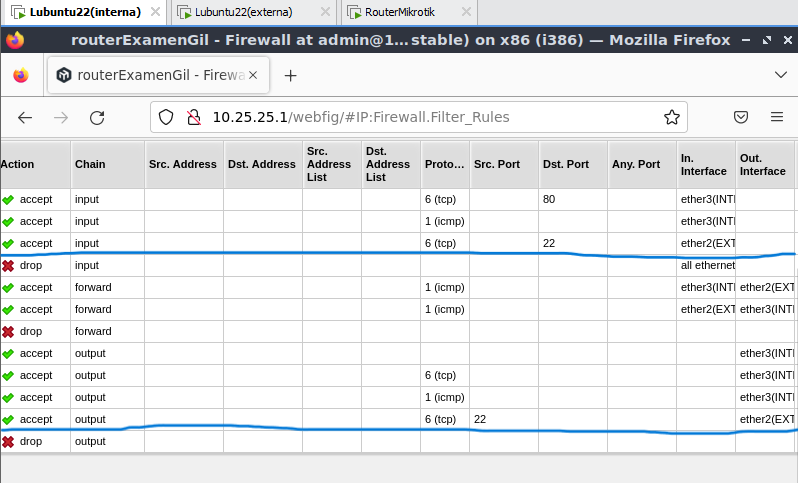 Lubuntu22(interna) Lubuntu22(externa) RouterMikrotik
routerExamenGil - Firewall at admin@1…stable) on x86 (i386) — Mozilla Firefox
routerExamenGil - Firewa
10.25.25.1/webfig/#IP:Firewall.Filter_Rules
Action Chain Src. Address Dst. Address Src. Address List Dst. Address List Proto… Src. Port Dst. Port Any. Port In. Interface Out. Interface
accept input 6 (tcp) 80 ether3(INTI
accept input 1 (icmp) ether3(INTI
accept input 6 (tcp) 22 ether2(EXT
drop input all ethernet
accept forward 1 (icmp) ether3(INTI ether2(EXT
accept forward 1 (icmp) ether2(EXT ether3(INTI
drop forward
accept output ether3(INTI
accept output 6 (tcp) ether3(INTI
accept output 1 (icmp) ether3(INTI
accept output 6 (tcp) 22 ether2(EXT
drop output